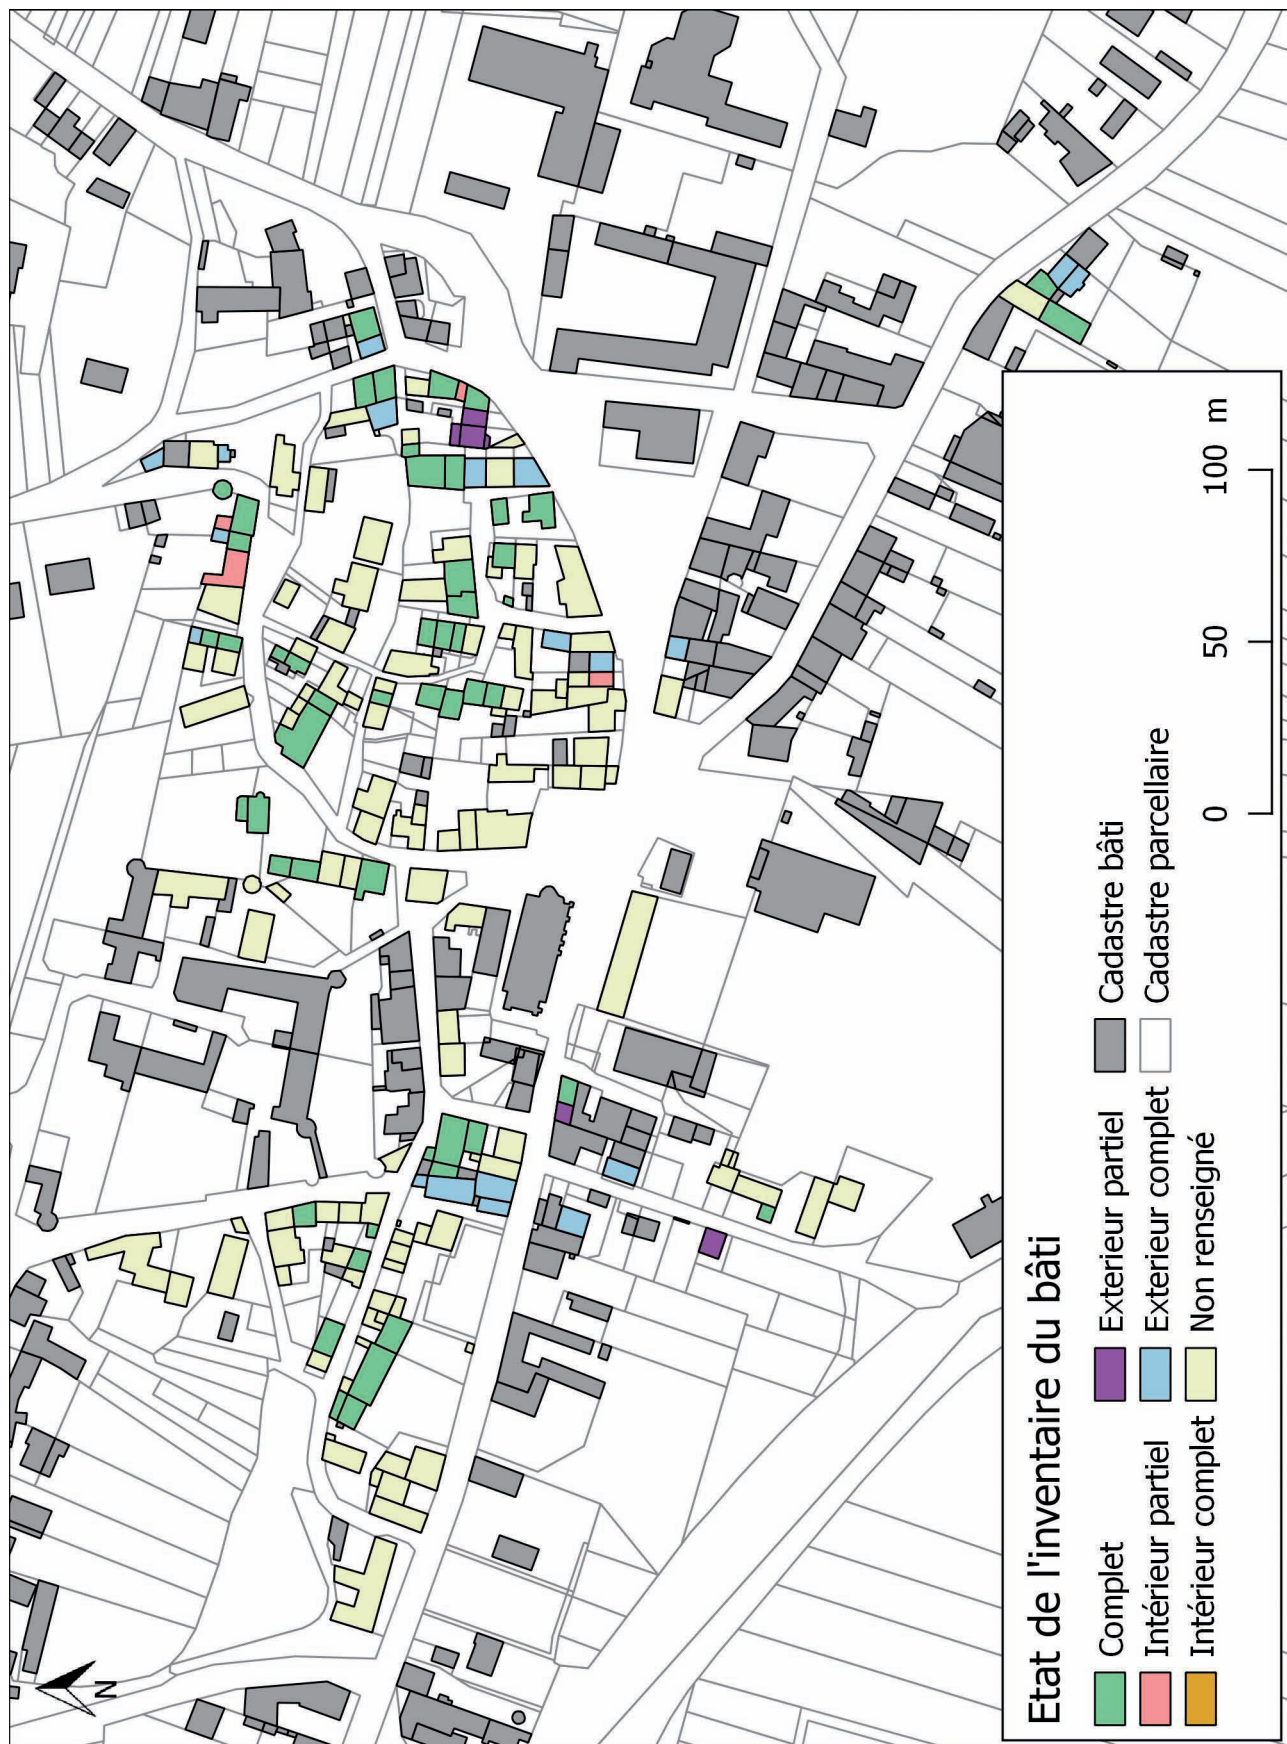 N
Etat de l'inventaire du bâti
Complet
Intérieur partiel
Intérieur complet
Exterieur partiel
Exterieur complet
Non renseigné
Cadastre bâti
Cadastre parcellaire
0 50 100 m